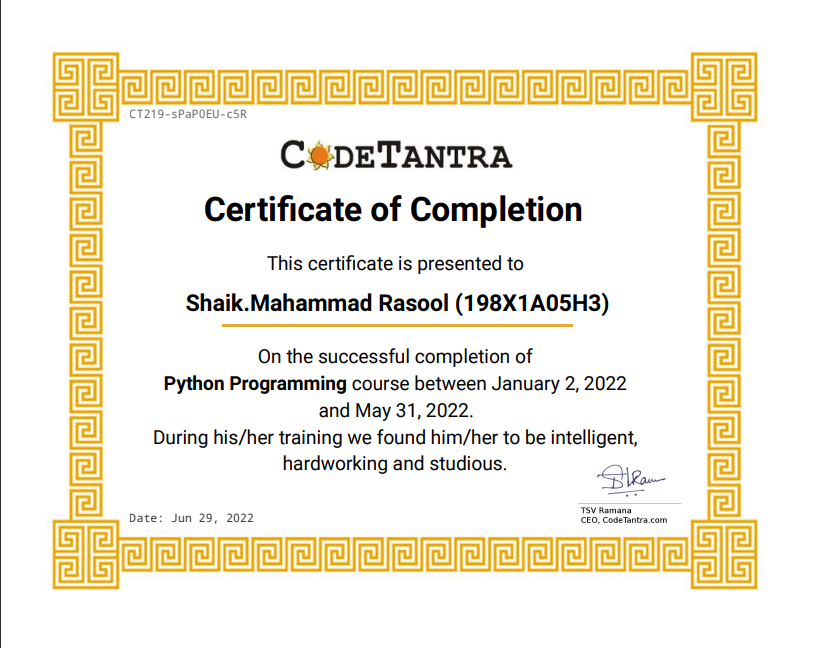 CT219-sPaP0EU-c5R
CODETANTRA
Certificate of Completion
This certificate is presented to
Shaik.Mahammad Rasool (198X1A05H3)
On the successful completion of
Python Programming course between January 2, 2022
and May 31, 2022.
During his/her training we found him/her to be intelligent,
hardworking and studious.
TSV Ramana
CEO, CodeTantra.com
Date: Jun 29, 2022